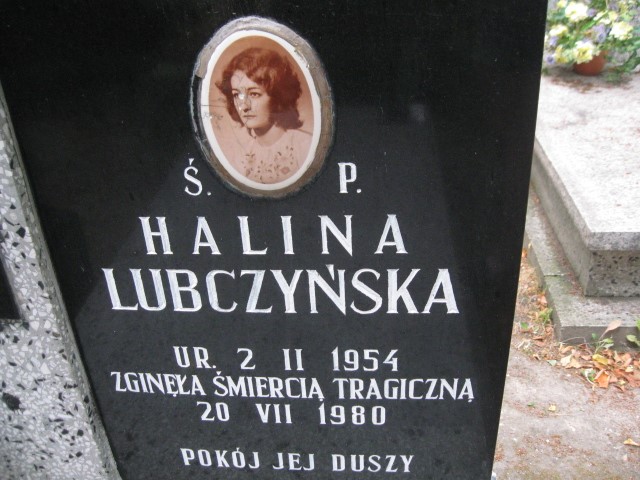 Ś. P.
HALINA
LUBCZYŃSKA
UR. 2 II 1954
ZGINĘŁA ŚMIERCIĄ TRAGICZNĄ
20 VII 1980
POKÓJ JEJ DUSZY